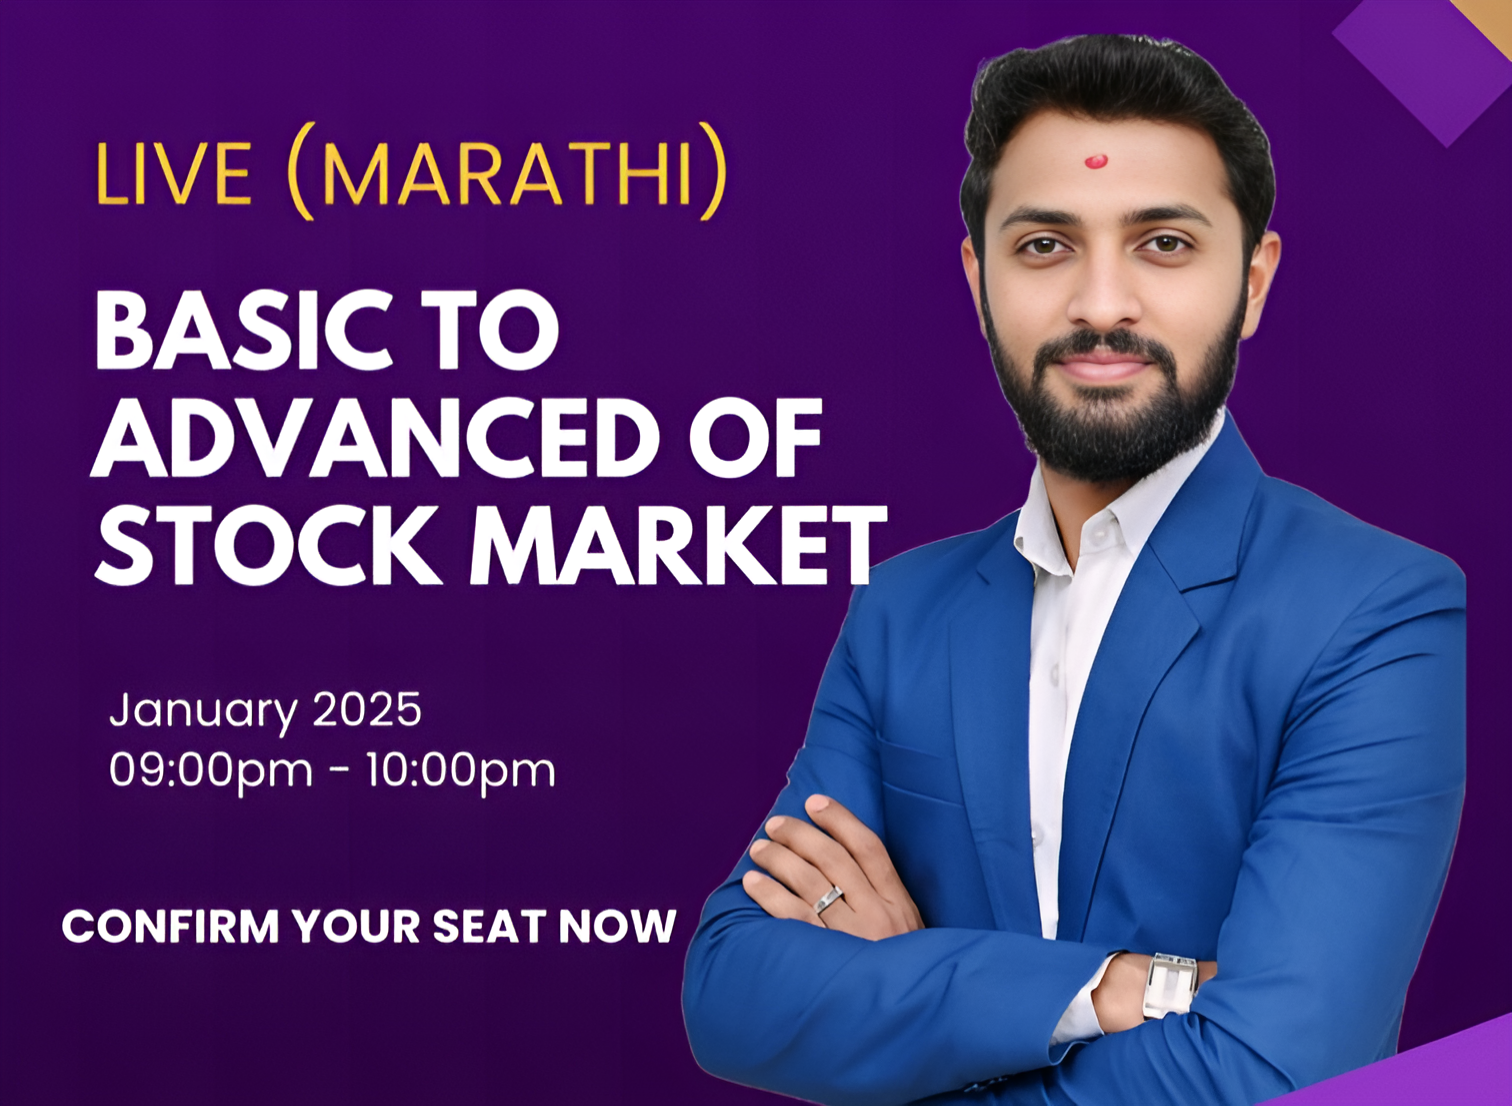 LIVE (MARATHI)
BASIC TO
ADVANCED OF
STOCK MARKET
January 2025
09:00pm - 10:00pm
CONFIRM YOUR SEAT NOW